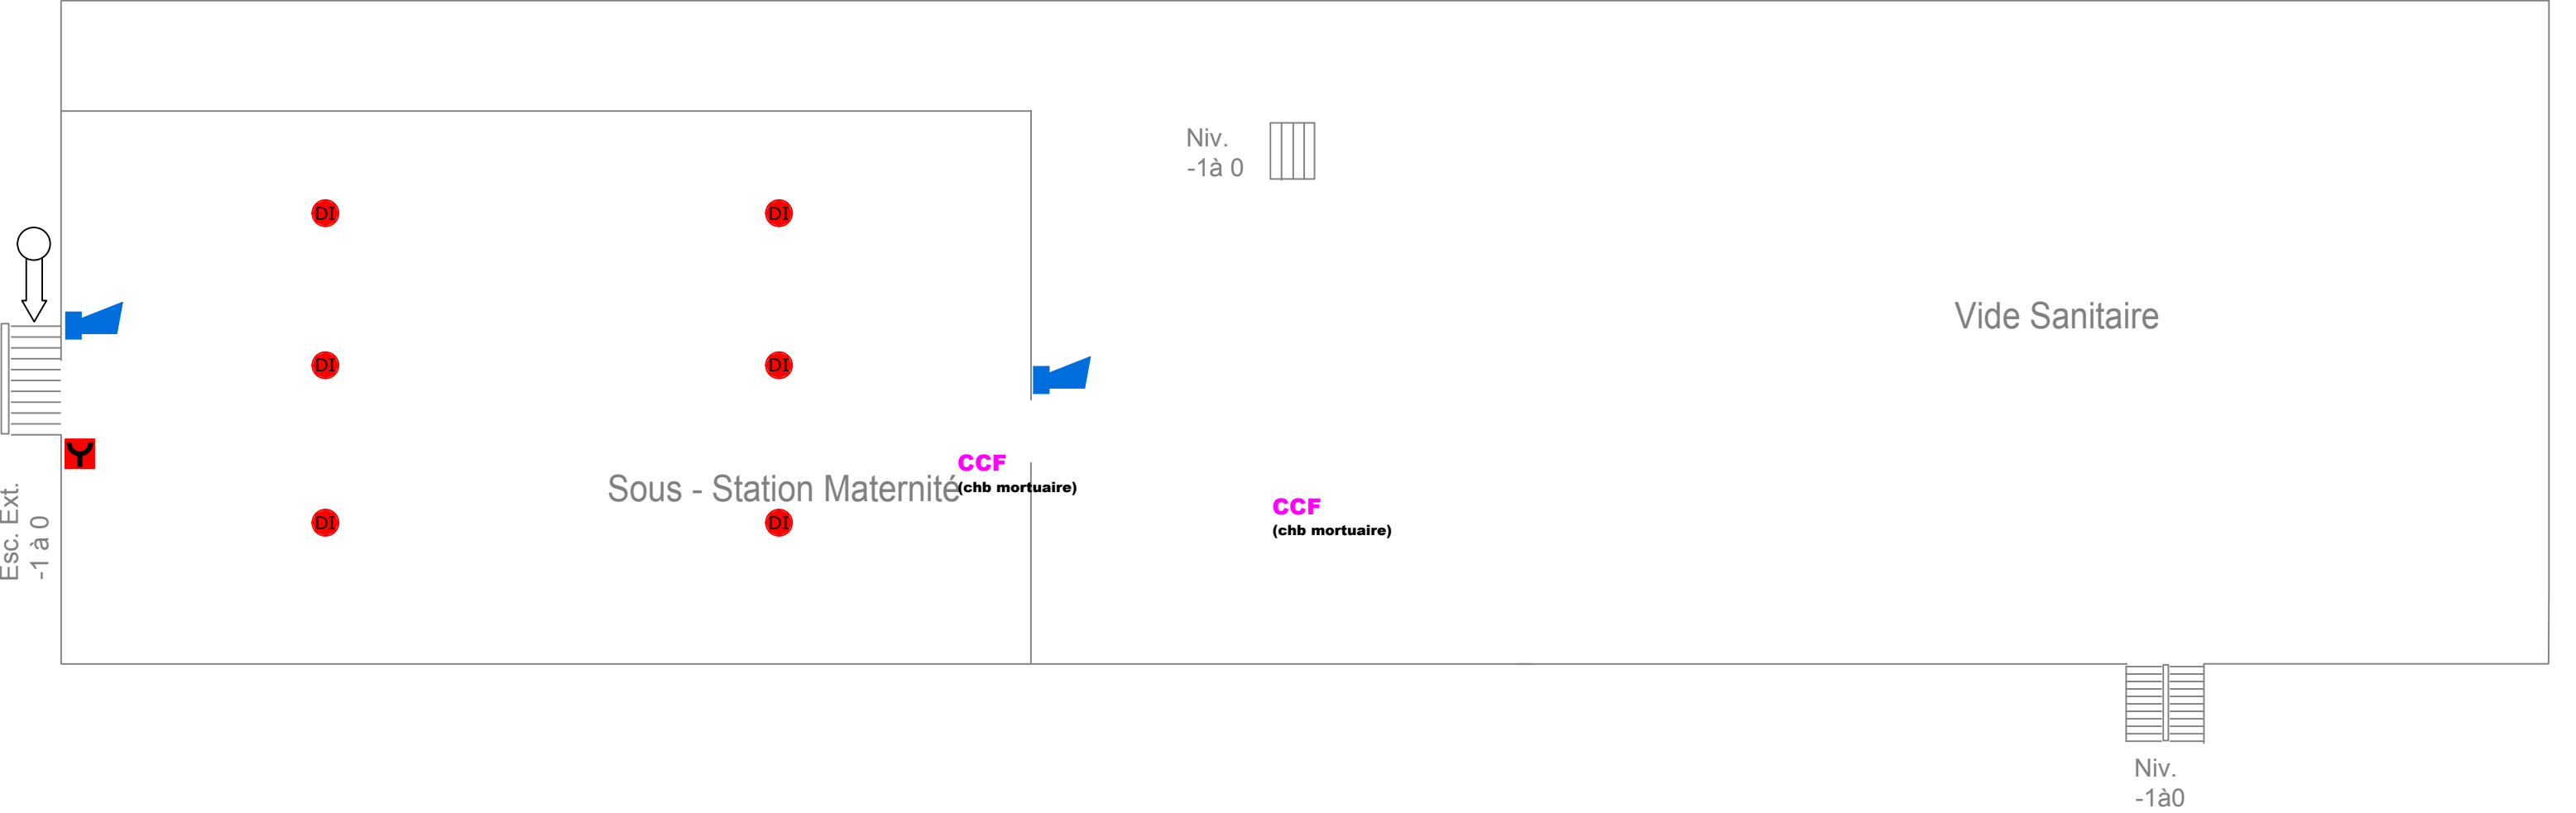 Niv.
-1à 0
DI
DI
Vide Sanitaire
DI
DI
CCF
(chb mortuaire)
Sous - Station Maternité
CCF
(chb mortuaire)
DI
DI
Esc. Ext.
-1 à 0
Niv.
-1à0